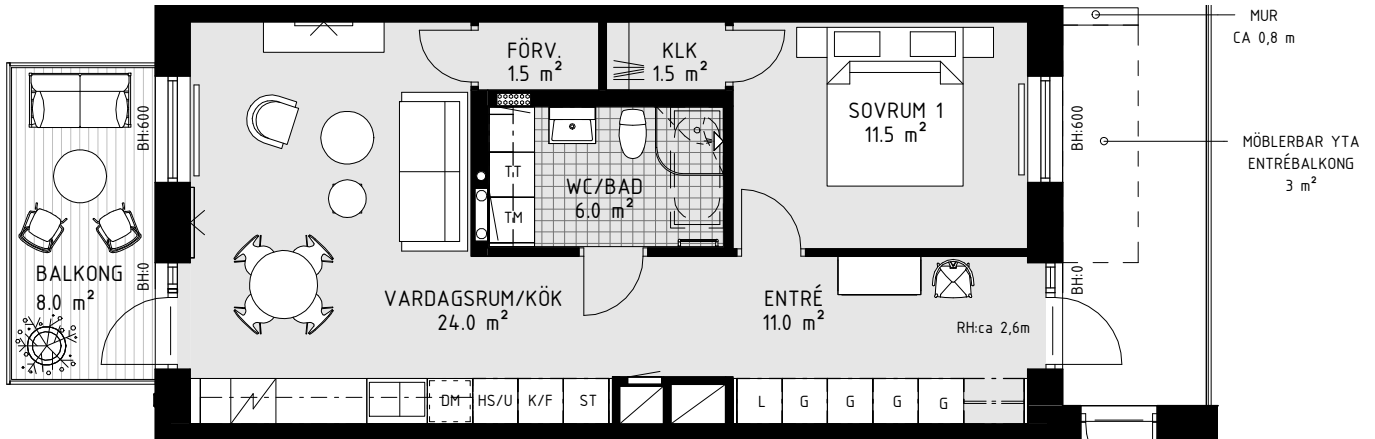 MUR
CA 0,8 m
FÖRV.
1.5 m²
KLK
1.5 m²
SOVRUM 1
11.5 m²
BH:600
BH:600
MÖBLERBAR YTA
ENTRÉBALKONG
3 m²
TT
TM
WC/BAD
6.0 m²
BALKONG
8.0 m²
BH:0
BH:0
VARDAGSRUM/KÖK
24.0 m²
ENTRÉ
11.0 m²
RH:ca 2,6m
DM
HS/U
K/F
ST
L
G
G
G
G